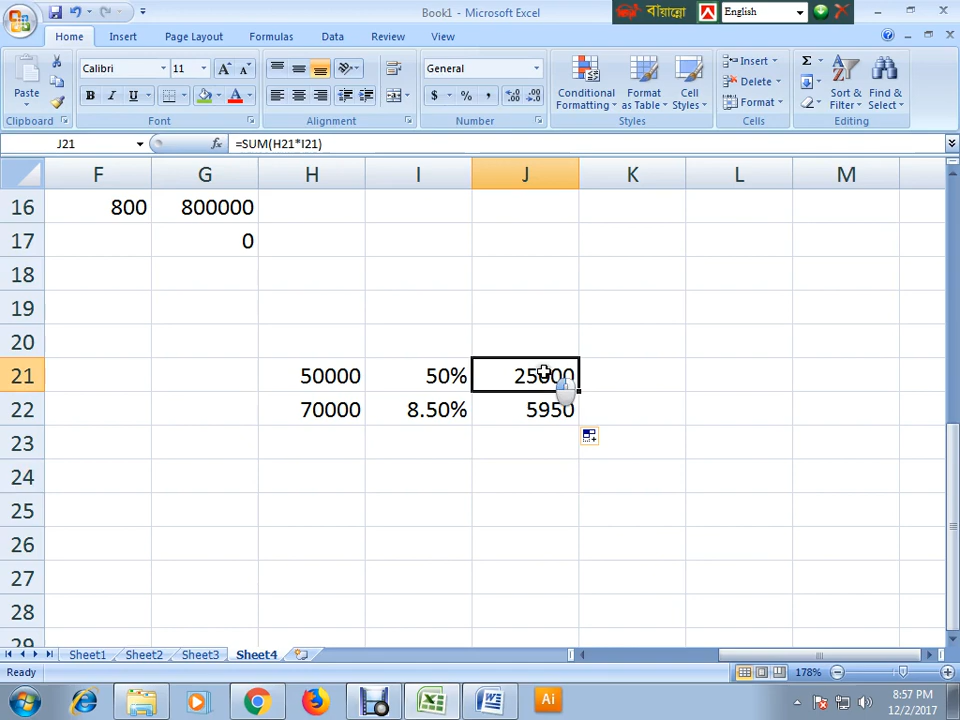 Book1 - Microsoft Excel
বায়ান্নো
English
Home Insert Page Layout Formulas Data Review View
Paste
Calibri 11
B I U
General
$ % ,
Conditional Formatting
Format as Table
Cell Styles
Insert
Delete
Format
Sort & Filter
Find & Select
Clipboard Font Alignment Number Styles Cells Editing
J21 fx =SUM(H21*I21)
F G H I J K L M
16 800 800000
17 0
18
19
20
21 50000 50% 25000
22 70000 8.50% 5950
23
24
25
26
27
28
29
Sheet1 Sheet2 Sheet3 Sheet4
Ready 178%
Ai
8:57 PM
12/2/2017